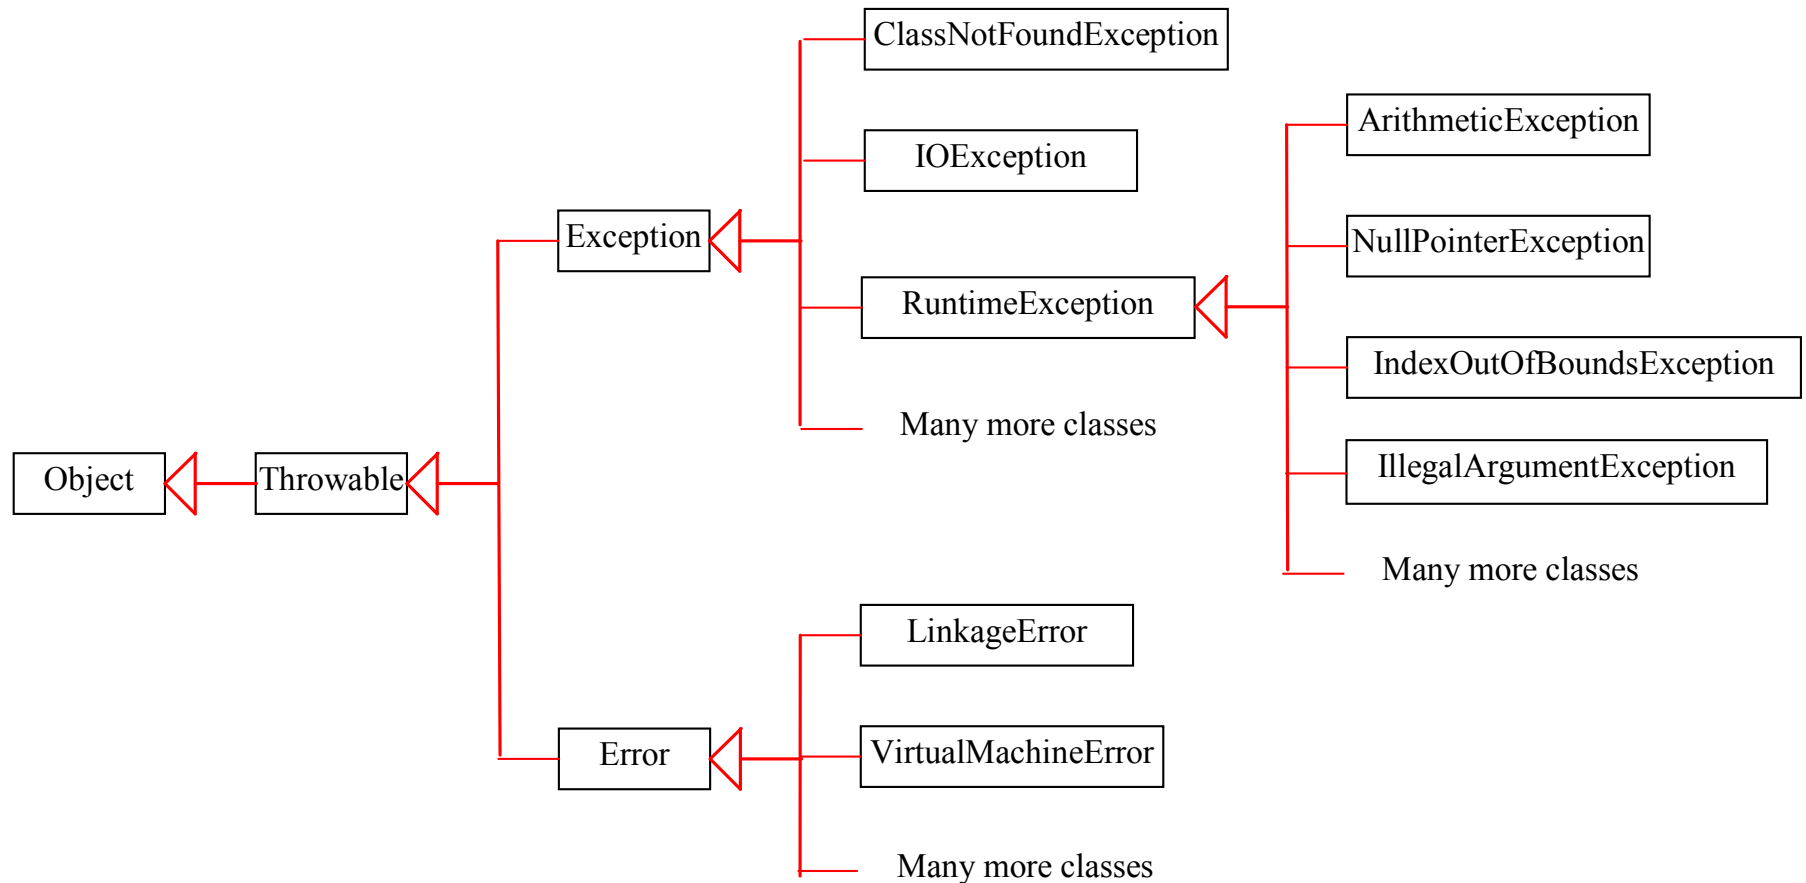 ClassNotFoundException
ArithmeticException
IOException
NullPointerException
Exception
RuntimeException
IndexOutOfBoundsException
Many more classes
IllegalArgumentException
Object
Throwable
Many more classes
LinkageError
Error
VirtualMachineError
Many more classes